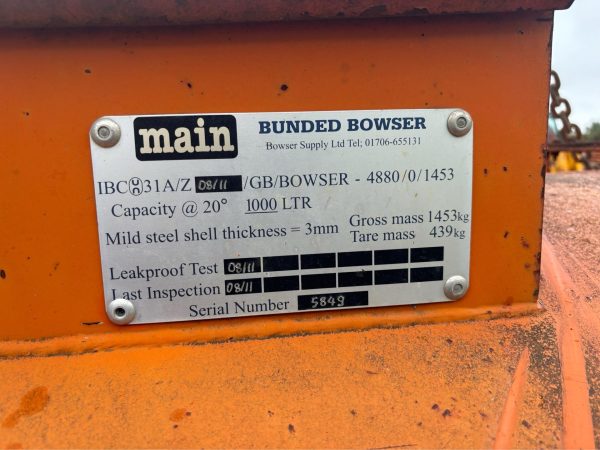 main
BUNDED BOWSER
Bowser Supply Ltd Tel; 01706-655131
IBC 31A/Z 08/11 /GB/BOWSER - 4880/0/1453
Capacity @ 20° 1000 LTR
Mild steel shell thickness = 3mm
Gross mass 1453kg
Tare mass 439kg
Leakproof Test 08/11
Last Inspection 08/11
Serial Number 5849